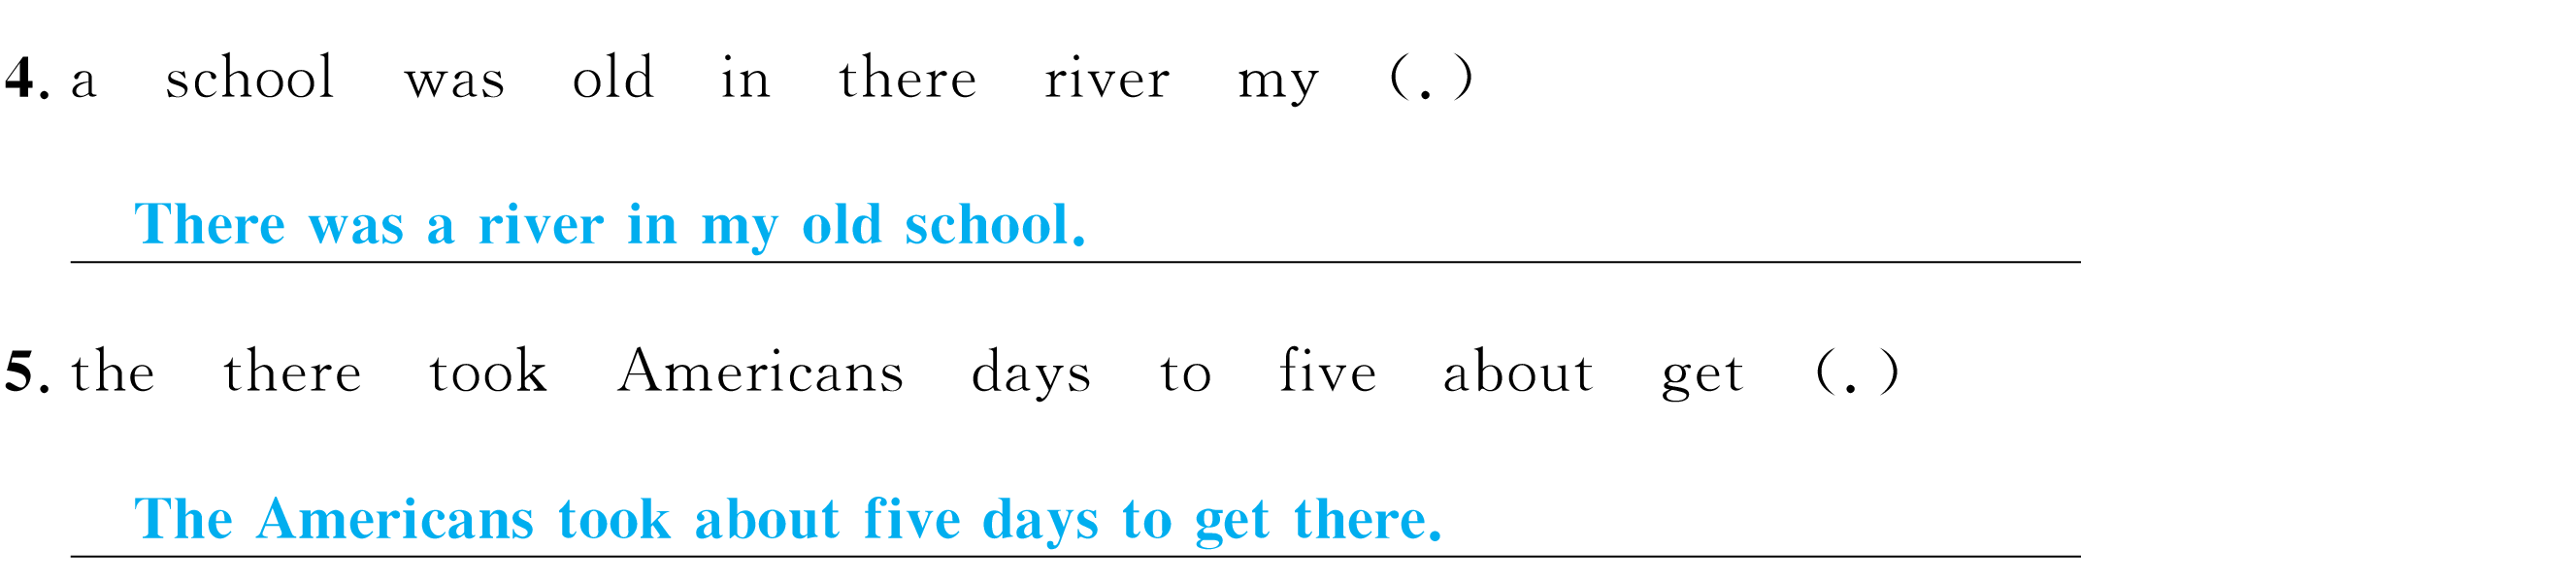 4. a school was old in there river my (.)
There was a river in my old school.
5. the there took Americans days to five about get (.)
The Americans took about five days to get there.